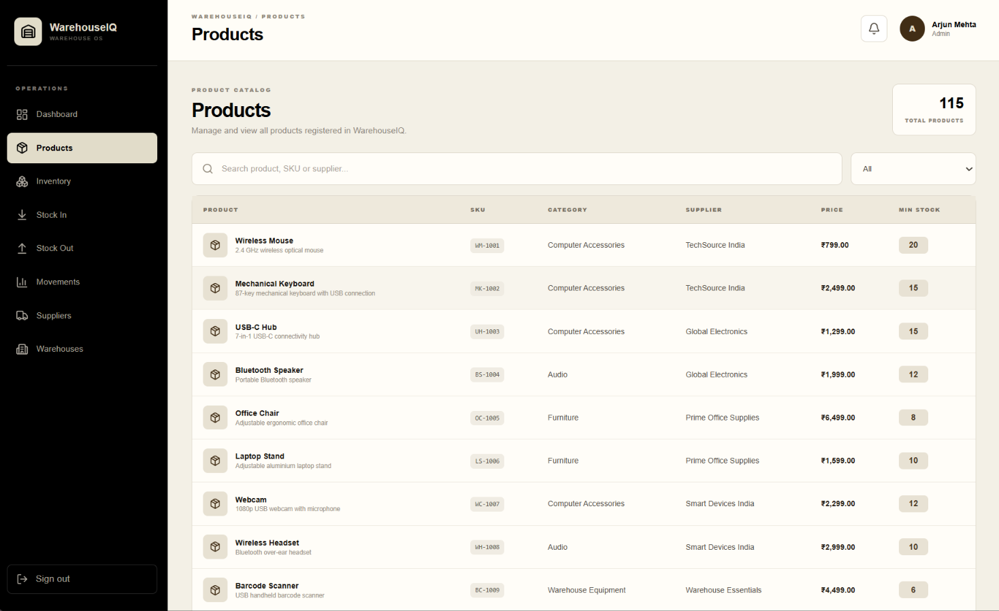 WarehouseIQ
WAREHOUSE OS
OPERATIONS
Dashboard
Products
Inventory
Stock In
Stock Out
Movements
Suppliers
Warehouses
Sign out
WAREHOUSEIQ / PRODUCTS
Products
A
Arjun Mehta
Admin
PRODUCT CATALOG
Products
Manage and view all products registered in WarehouseIQ.
115
TOTAL PRODUCTS
Search product, SKU or supplier...
All
PRODUCT SKU CATEGORY SUPPLIER PRICE MIN STOCK
Wireless Mouse
2.4 GHz wireless optical mouse
WM-1001 Computer Accessories TechSource India ₹799.00 20
Mechanical Keyboard
87-key mechanical keyboard with USB connection
MK-1002 Computer Accessories TechSource India ₹2,499.00 15
USB-C Hub
7-in-1 USB-C connectivity hub
UH-1003 Computer Accessories Global Electronics ₹1,299.00 15
Bluetooth Speaker
Portable Bluetooth speaker
BS-1004 Audio Global Electronics ₹1,999.00 12
Office Chair
Adjustable ergonomic office chair
OC-1005 Furniture Prime Office Supplies ₹6,499.00 8
Laptop Stand
Adjustable aluminium laptop stand
LS-1006 Furniture Prime Office Supplies ₹1,599.00 10
Webcam
1080p USB webcam with microphone
WC-1007 Computer Accessories Smart Devices India ₹2,299.00 12
Wireless Headset
Bluetooth over-ear headset
WH-1008 Audio Smart Devices India ₹2,999.00 10
Barcode Scanner
USB handheld barcode scanner
BC-1009 Warehouse Equipment Warehouse Essentials ₹4,499.00 6